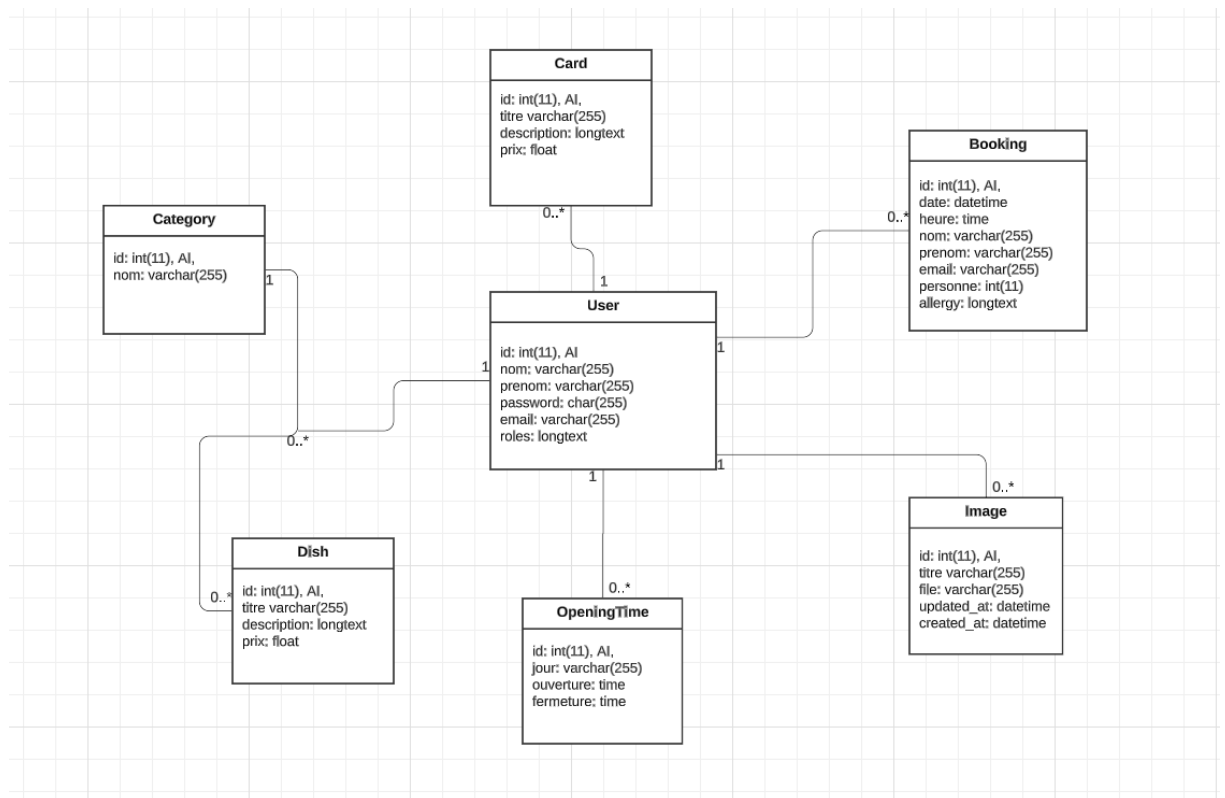 Card
id: int(11), AI,
titre varchar(255)
description: longtext
prix: float
0..*
Booking
id: int(11), AI,
date: datetime
heure: time
nom: varchar(255)
prenom: varchar(255)
email: varchar(255)
personne: int(11)
allergy: longtext
0..*
Category
id: int(11), AI,
nom: varchar(255)
1
1
User
id: int(11), AI
nom: varchar(255)
prenom: varchar(255)
password: char(255)
email: varchar(255)
roles: longtext
1
1
1
1
0..*
Dish
id: int(11), AI,
titre varchar(255)
description: longtext
prix: float
0..*
0..*
OpeningTime
id: int(11), AI,
jour: varchar(255)
ouverture: time
fermeture: time
0..*
Image
id: int(11), AI,
titre varchar(255)
file: varchar(255)
updated_at: datetime
created_at: datetime